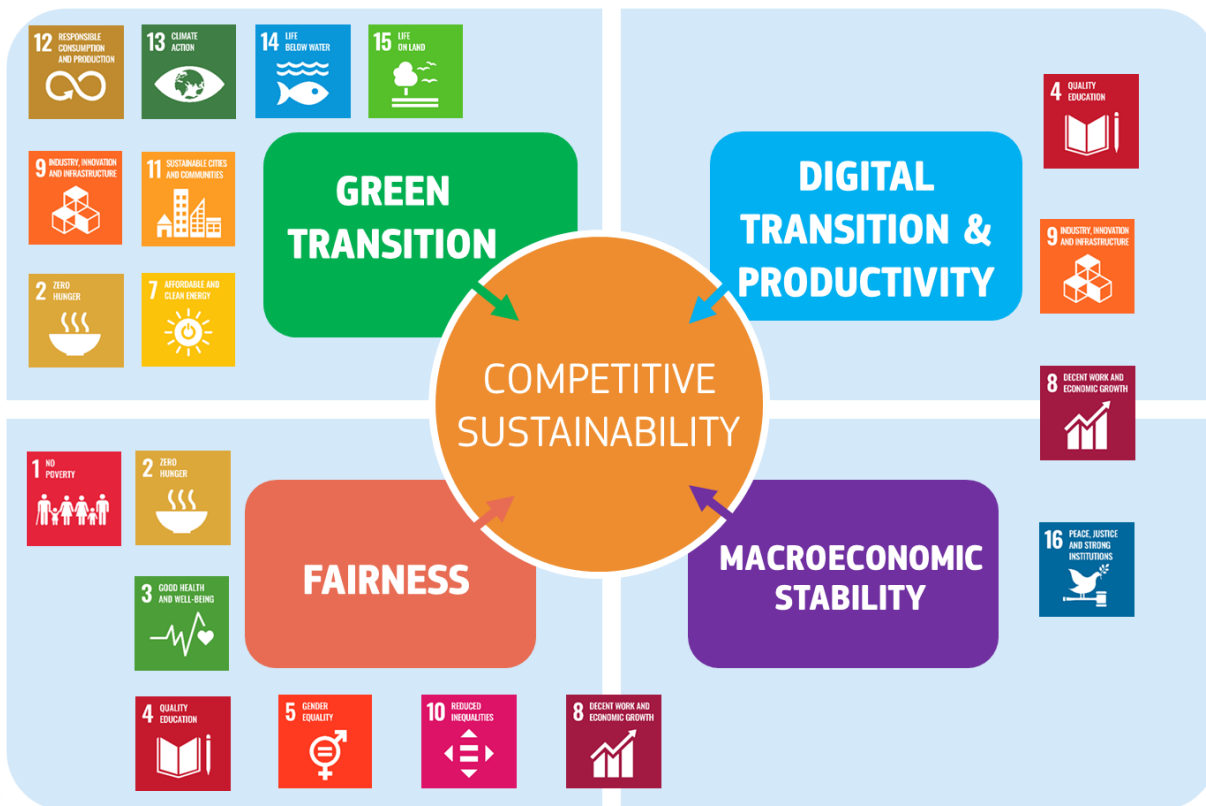 12 RESPONSIBLE
CONSUMPTION
AND PRODUCTION
13 CLIMATE
ACTION
14 LIFE
BELOW WATER
15 LIFE
ON LAND
9 INDUSTRY, INNOVATION
AND INFRASTRUCTURE
11 SUSTAINABLE CITIES
AND COMMUNITIES
2 ZERO
HUNGER
7 AFFORDABLE AND
CLEAN ENERGY
GREEN
TRANSITION
DIGITAL
TRANSITION &
PRODUCTIVITY
4 QUALITY
EDUCATION
9 INDUSTRY, INNOVATION
AND INFRASTRUCTURE
8 DECENT WORK AND
ECONOMIC GROWTH
COMPETITIVE
SUSTAINABILITY
1 NO
POVERTY
2 ZERO
HUNGER
3 GOOD HEALTH
AND WELL-BEING
FAIRNESS
4 QUALITY
EDUCATION
5 GENDER
EQUALITY
10 REDUCED
INEQUALITIES
8 DECENT WORK AND
ECONOMIC GROWTH
MACROECONOMIC
STABILITY
16 PEACE, JUSTICE
AND STRONG
INSTITUTIONS